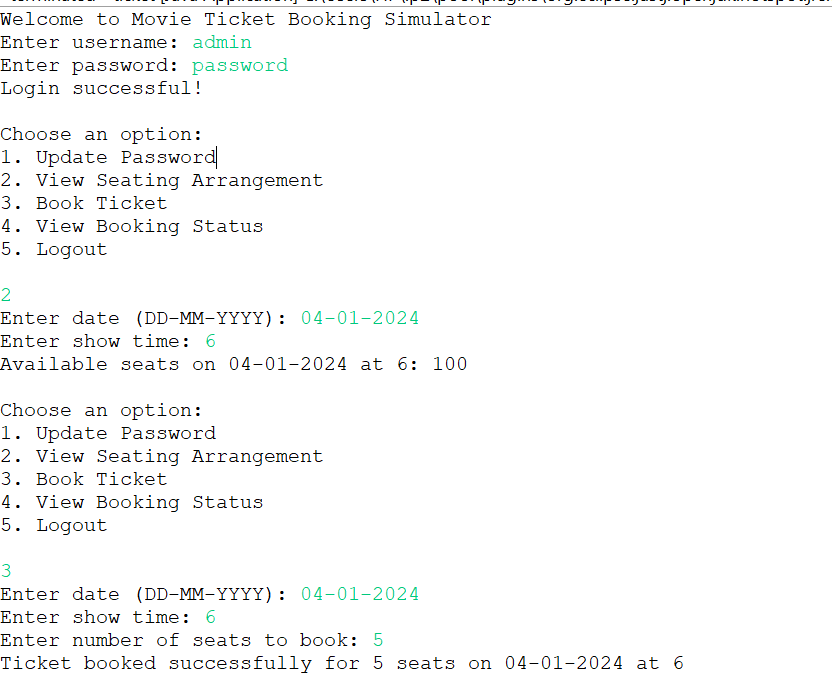 Welcome to Movie Ticket Booking Simulator
Enter username: admin
Enter password: password
Login successful!
Choose an option:
1. Update Password
2. View Seating Arrangement
3. Book Ticket
4. View Booking Status
5. Logout
2
Enter date (DD-MM-YYYY): 04-01-2024
Enter show time: 6
Available seats on 04-01-2024 at 6: 100
Choose an option:
1. Update Password
2. View Seating Arrangement
3. Book Ticket
4. View Booking Status
5. Logout
3
Enter date (DD-MM-YYYY): 04-01-2024
Enter show time: 6
Enter number of seats to book: 5
Ticket booked successfully for 5 seats on 04-01-2024 at 6